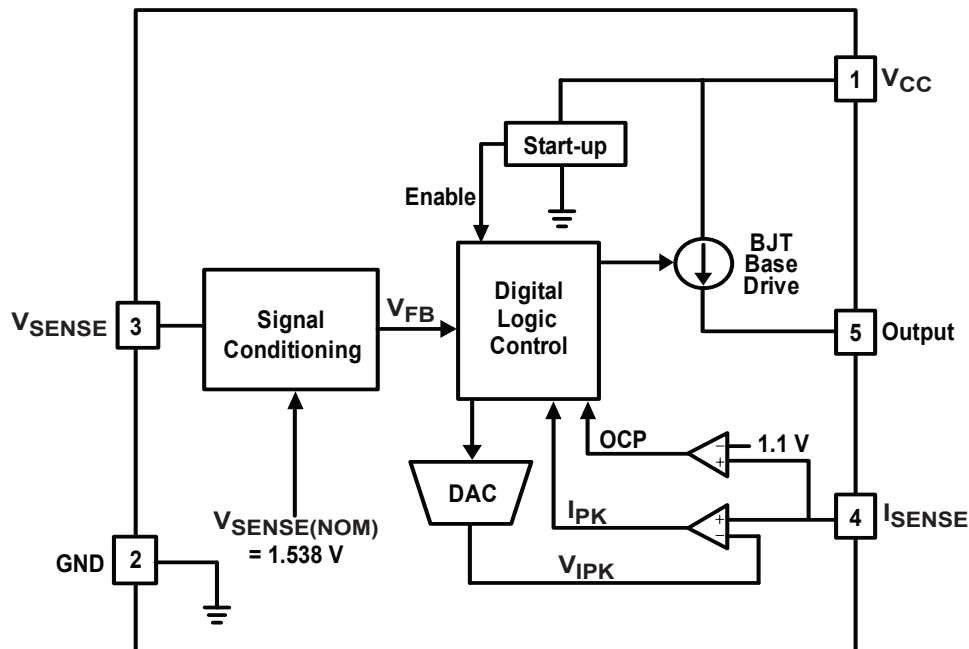 1
VCC
Start-up
Enable
BJT
Base
Drive
Digital
Logic
Control
VSENSE
3
Signal
Conditioning
VFB
5
Output
OCP
−
+
1.1 V
DAC
IPK
+
−
4
ISENSE
VSENSE(NOM)
= 1.538 V
GND
2
VIPK